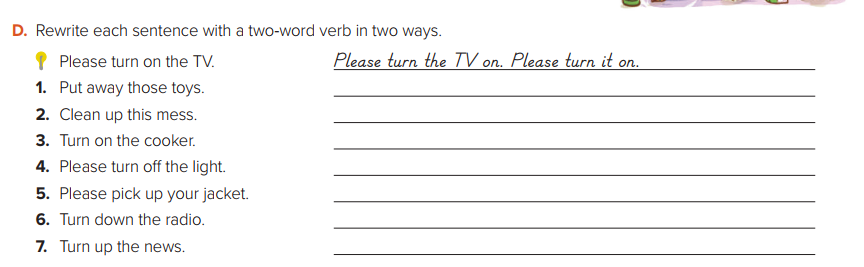 D. Rewrite each sentence with a two-word verb in two ways.
Please turn on the TV. Please turn the TV on. Please turn it on.
1. Put away those toys.
2. Clean up this mess.
3. Turn on the cooker.
4. Please turn off the light.
5. Please pick up your jacket.
6. Turn down the radio.
7. Turn up the news.